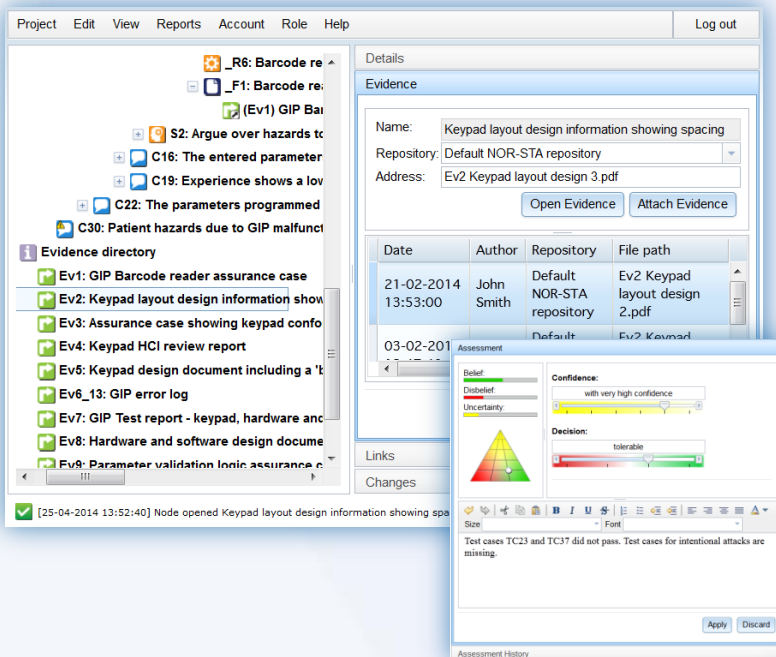 Project Edit View Reports Account Role Help Log out
_R6: Barcode re
_F1: Barcode rea
(Ev1) GIP Bar
S2: Argue over hazards to
C16: The entered parameter
C19: Experience shows a low
C22: The parameters programmed
C30: Patient hazards due to GIP malfunct
Evidence directory
Ev1: GIP Barcode reader assurance case
Ev2: Keypad layout design information show
Ev3: Assurance case showing keypad confo
Ev4: Keypad HCI review report
Ev5: Keypad design document including a 'b
Ev6_13: GIP error log
Ev7: GIP Test report - keypad, hardware and
Ev8: Hardware and software design docume
Ev9: Parameter validation logic assurance c
Details
Evidence
Name: Keypad layout design information showing spacing
Repository: Default NOR-STA repository
Address: Ev2 Keypad layout design 3.pdf
Open Evidence Attach Evidence
Date Author Repository File path
21-02-2014 John Default Ev2 Keypad
13:53:00 Smith NOR-STA layout design
repository 2.pdf
03-02-201 Default Ev2 Keypad
Links
Changes
[25-04-2014 13:52:40] Node opened Keypad layout design information showing spa
Assessment
Belief:
Disbelief:
Uncertainty:
Confidence:
with very high confidence
Decision:
tolerable
B I U S
Size Font
Test cases TC23 and TC37 did not pass. Test cases for intentional attacks are
missing.
Apply Discard
Assessment History